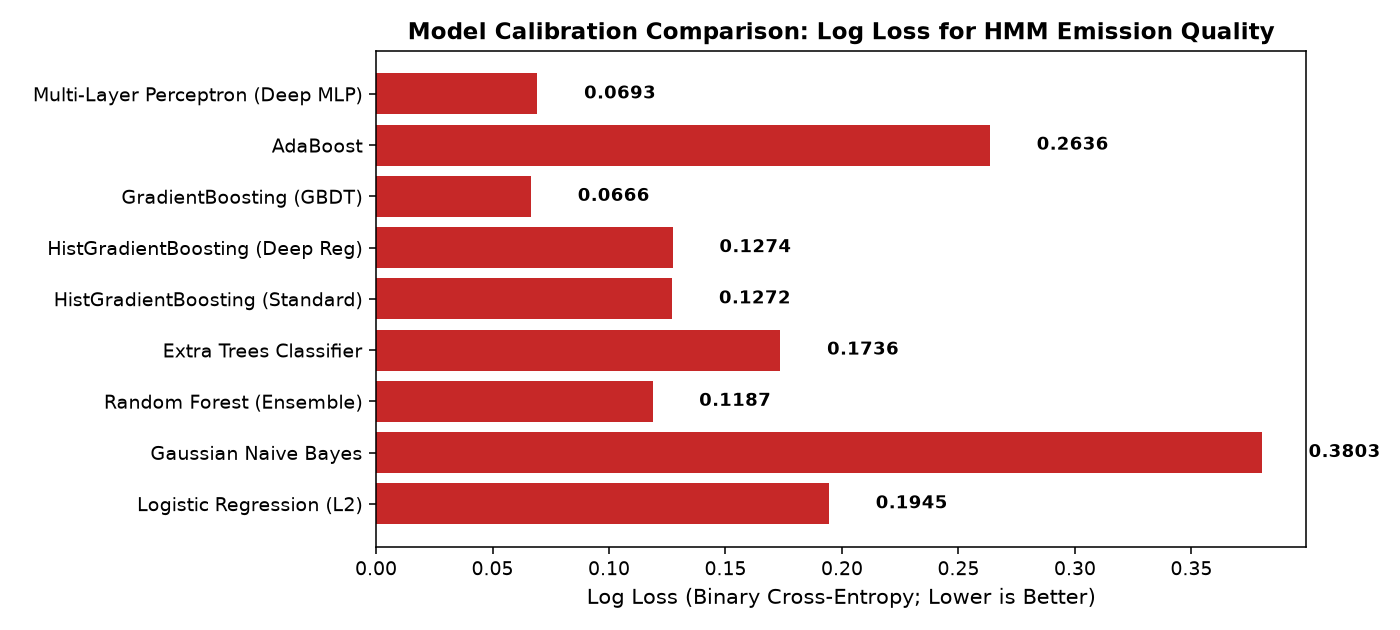 Model Calibration Comparison: Log Loss for HMM Emission Quality
Multi-Layer Perceptron (Deep MLP) 0.0693
AdaBoost 0.2636
GradientBoosting (GBDT) 0.0666
HistGradientBoosting (Deep Reg) 0.1274
HistGradientBoosting (Standard) 0.1272
Extra Trees Classifier 0.1736
Random Forest (Ensemble) 0.1187
Gaussian Naive Bayes 0.3803
Logistic Regression (L2) 0.1945
0.00 0.05 0.10 0.15 0.20 0.25 0.30 0.35
Log Loss (Binary Cross-Entropy; Lower is Better)